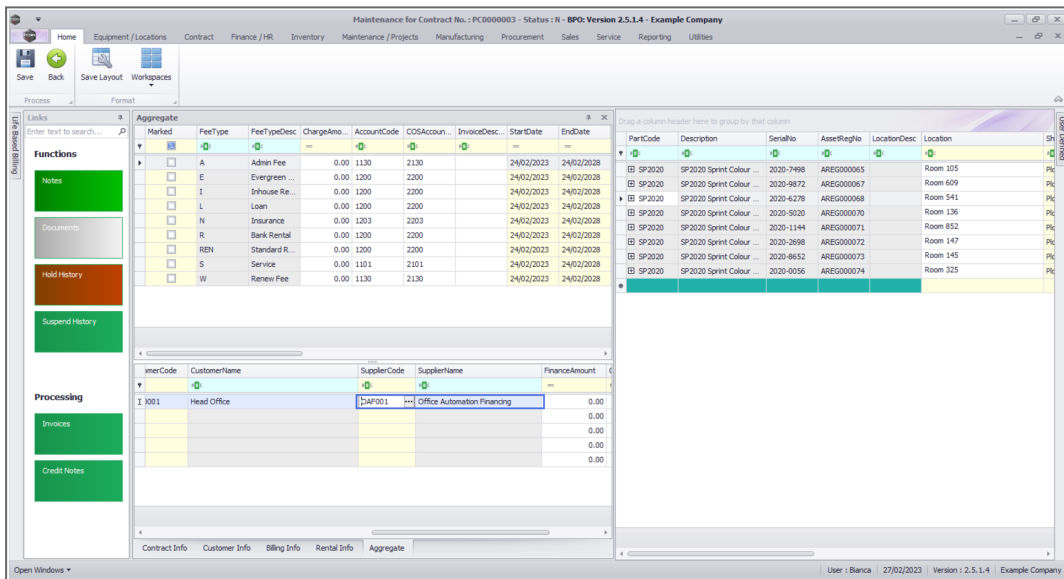 Maintenance for Contract No. : PC0000003 - Status : N - BPO: Version 2.5.1.4 - Example Company
Home Equipment / Locations Contract Finance / HR Inventory Maintenance / Projects Manufacturing Procurement Sales Service Reporting Utilities
Save Back Save Layout Workspaces
Process Format
Life Based Billing
Links
Enter text to search...
Functions
Notes
Documents
Hold History
Suspend History
Processing
Invoices
Credit Notes
Aggregate
Marked FeeType FeeTypeDesc ChargeAmo... AccountCode COSAccoun... InvoiceDesc... StartDate EndDate
A Admin Fee 0.00 1130 2130 24/02/2023 24/02/2028
E Evergreen ... 0.00 1200 2200 24/02/2023 24/02/2028
I Inhouse Re... 0.00 1200 2200 24/02/2023 24/02/2028
L Loan 0.00 1200 2200 24/02/2023 24/02/2028
N Insurance 0.00 1203 2203 24/02/2023 24/02/2028
R Bank Rental 0.00 1200 2200 24/02/2023 24/02/2028
REN Standard R... 0.00 1200 2200 24/02/2023 24/02/2028
S Service 0.00 1101 2101 24/02/2023 24/02/2028
W Renew Fee 0.00 1130 2130 24/02/2023 24/02/2028
omerCode CustomerName SupplierCode SupplierName FinanceAmount
0001 Head Office OAF001 ... Office Automation Financing 0.00
0.00
0.00
0.00
0.00
Contract Info Customer Info Billing Info Rental Info Aggregate
Drag a column header here to group by that column
PartCode Description SerialNo AssetRegNo LocationDesc Location Sh
SP2020 SP2020 Sprint Colour ... 2020-7498 AREG000065 Room 105
SP2020 SP2020 Sprint Colour ... 2020-9872 AREG000067 Room 609
SP2020 SP2020 Sprint Colour ... 2020-6278 AREG000068 Room 541
SP2020 SP2020 Sprint Colour ... 2020-5020 AREG000070 Room 136
SP2020 SP2020 Sprint Colour ... 2020-1144 AREG000071 Room 852
SP2020 SP2020 Sprint Colour ... 2020-2698 AREG000072 Room 147
SP2020 SP2020 Sprint Colour ... 2020-8652 AREG000073 Room 145
SP2020 SP2020 Sprint Colour ... 2020-0056 AREG000074 Room 325
User Defined
Open Windows
User : Bianca 27/02/2023 Version : 2.5.1.4 Example Company